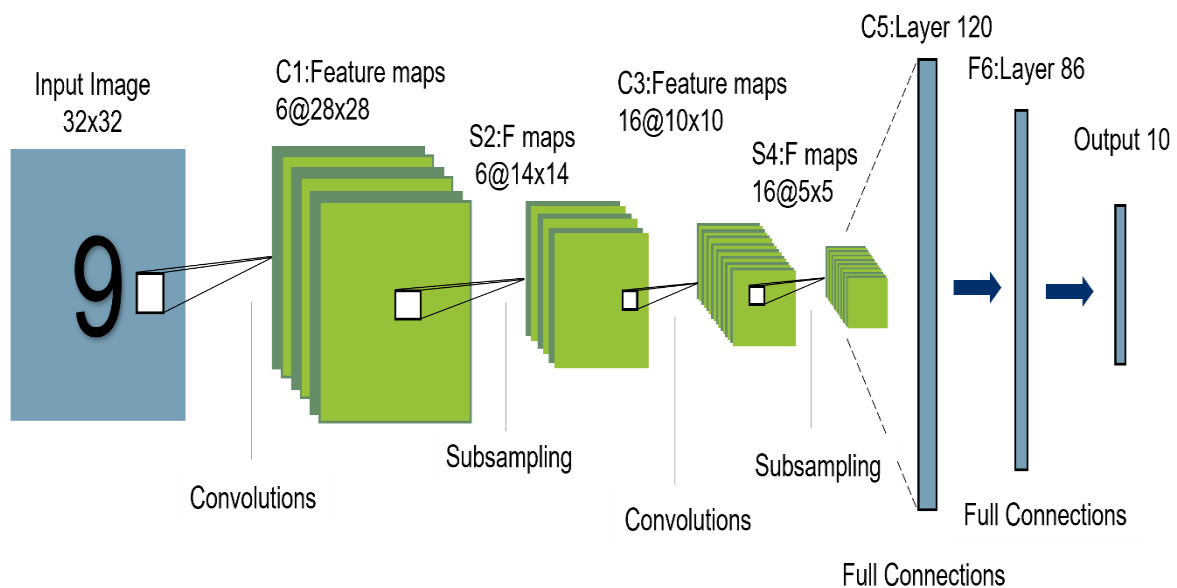 Input Image
32x32
9
C1:Feature maps
6@28x28
S2:F maps
6@14x14
C3:Feature maps
16@10x10
S4:F maps
16@5x5
C5:Layer 120
F6:Layer 86
Output 10
Convolutions
Subsampling
Convolutions
Subsampling
Full Connections
Full Connections